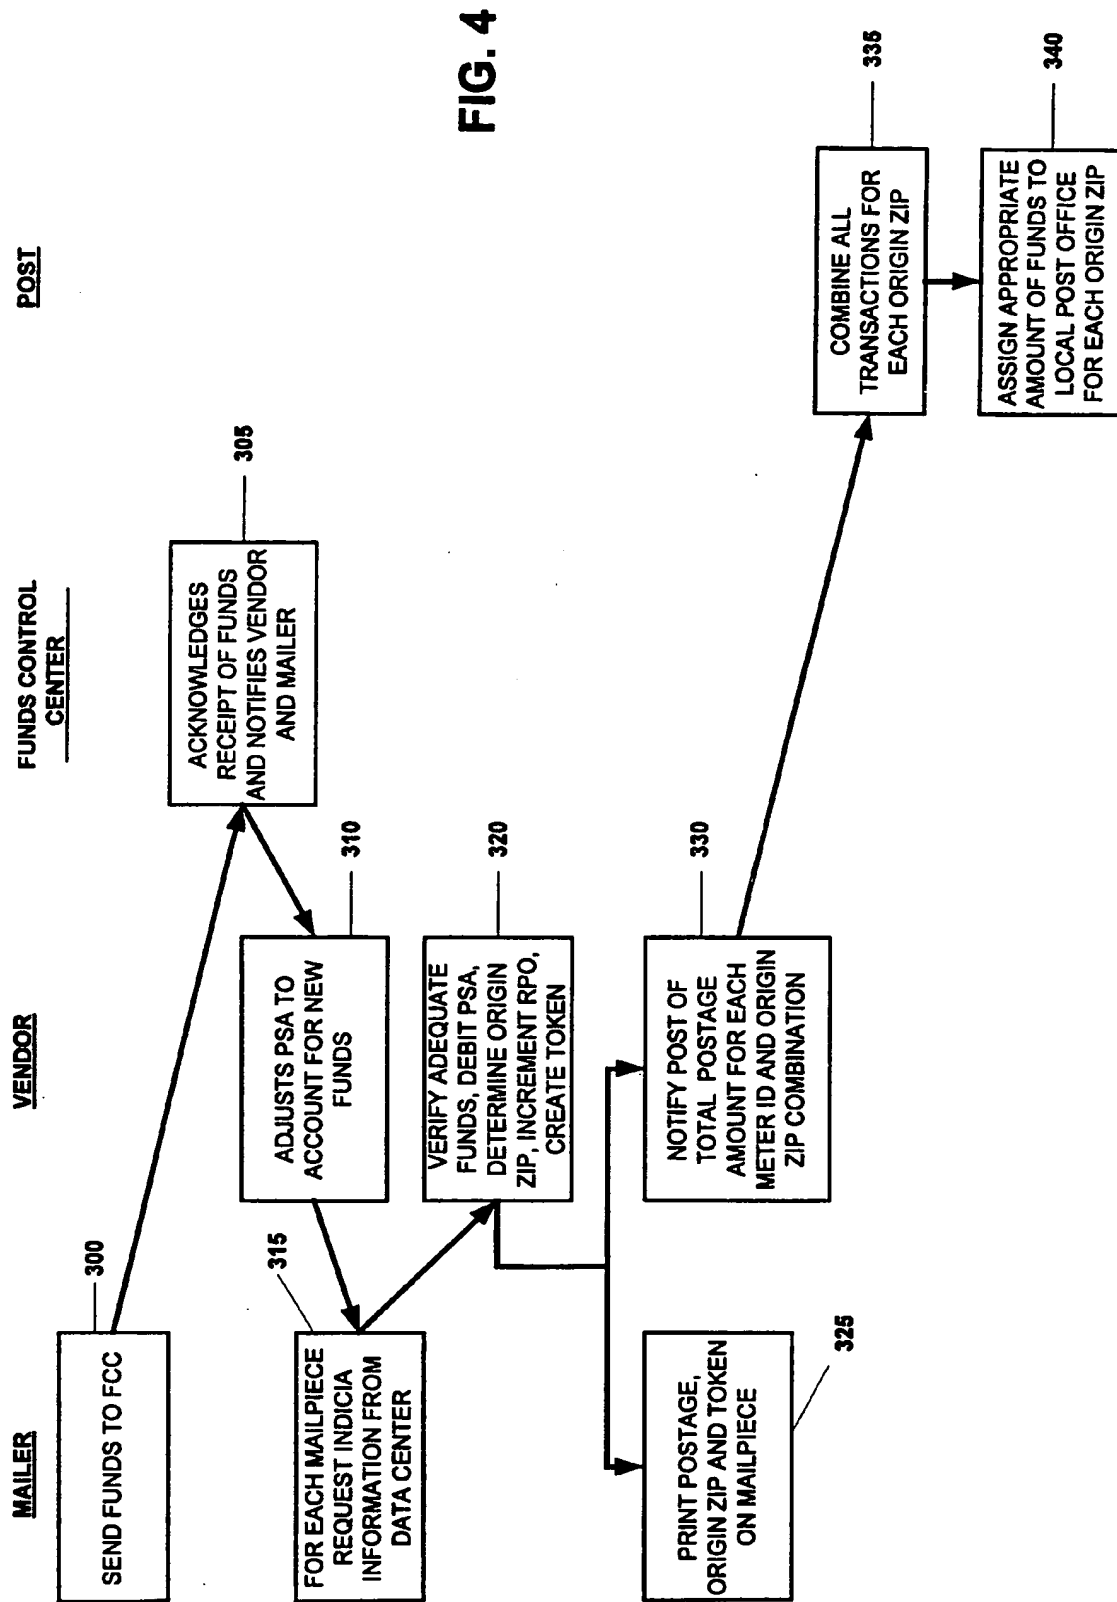 MAILER
VENDOR
FUNDS CONTROL
CENTER
POST
300
SEND FUNDS TO FCC
305
ACKNOWLEDGES
RECEIPT OF FUNDS
AND NOTIFIES VENDOR
AND MAILER
310
ADJUSTS PSA TO
ACCOUNT FOR NEW
FUNDS
315
FOR EACH MAILPIECE
REQUEST INDICIA
INFORMATION FROM
DATA CENTER
320
VERIFY ADEQUATE
FUNDS, DEBIT PSA,
DETERMINE ORIGIN
ZIP, INCREMENT RPO,
CREATE TOKEN
PRINT POSTAGE,
ORIGIN ZIP AND TOKEN
ON MAILPIECE
325
330
NOTIFY POST OF
TOTAL POSTAGE
AMOUNT FOR EACH
METER ID AND ORIGIN
ZIP COMBINATION
335
COMBINE ALL
TRANSACTIONS FOR
EACH ORIGIN ZIP
340
ASSIGN APPROPRIATE
AMOUNT OF FUNDS TO
LOCAL POST OFFICE
FOR EACH ORIGIN ZIP
FIG. 4